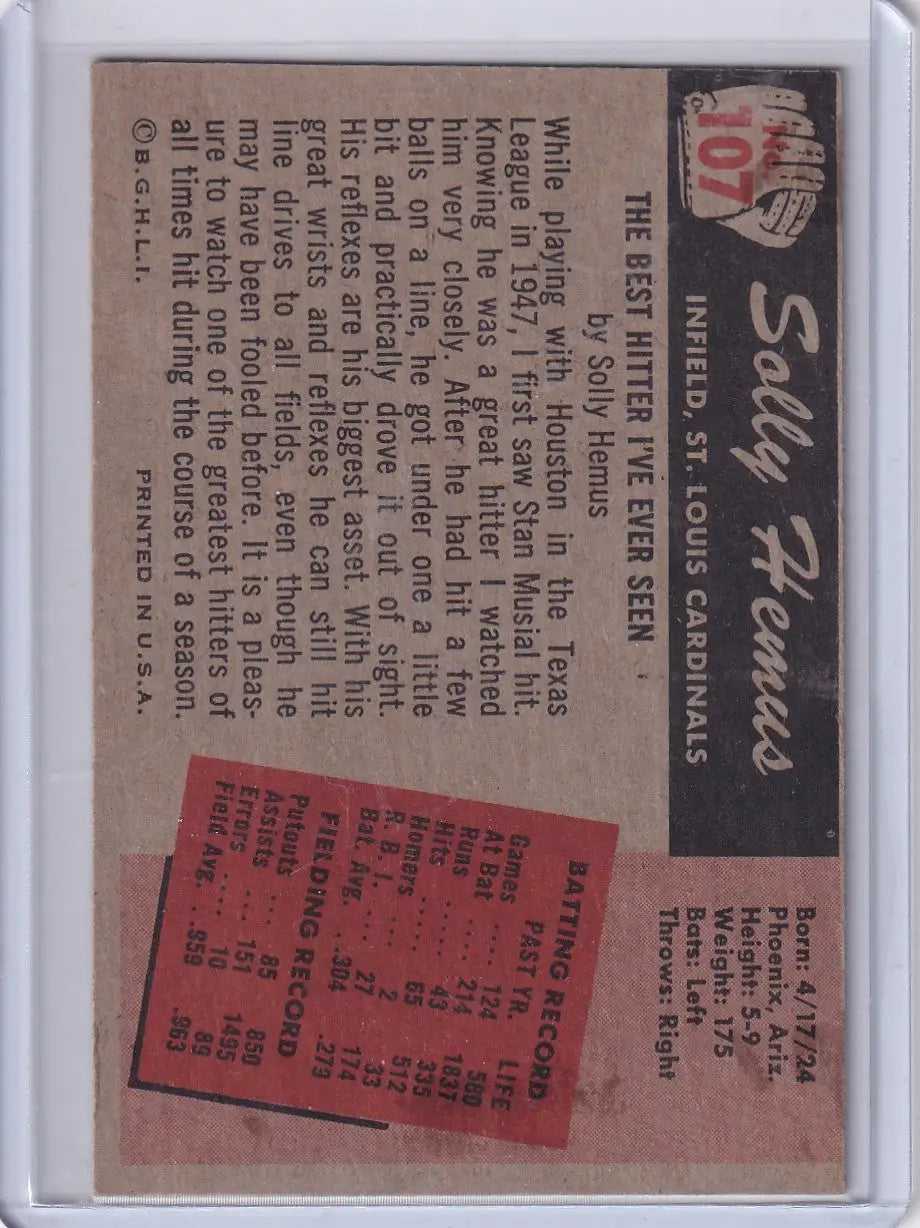 No.
107
Solly Hemus
INFIELD, ST. LOUIS CARDINALS
Born: 4/17/24
Phoenix, Ariz.
Height: 5-9
Weight: 175
Bats: Left
Throws: Right
THE BEST HITTER I'VE EVER SEEN
by Solly Hemus
While playing with Houston in the Texas
League in 1947, I first saw Stan Musial hit.
Knowing he was a great hitter I watched
him very closely. After he had hit a few
balls on a line, he got under one a little
bit and practically drove it out of sight.
His reflexes are his biggest asset. With his
great wrists and reflexes he can still hit
line drives to all fields, even though he
may have been fooled before. It is a pleas-
ure to watch one of the greatest hitters of
all times hit during the course of a season.
©B.G.H.L.I. PRINTED IN U.S.A.
BATTING RECORD
PAST YR. LIFE
Games .... 124 580
At Bat .... 214 1837
Runs .... 43 335
Hits ..... 65 512
Homers ... 2 33
R. B. I. .... 27 174
Bat. Avg. .. .304 .279
FIELDING RECORD
Putouts ... 85 850
Assists ... 151 1495
Errors .... 10 89
Field Avg. .. .959 .963